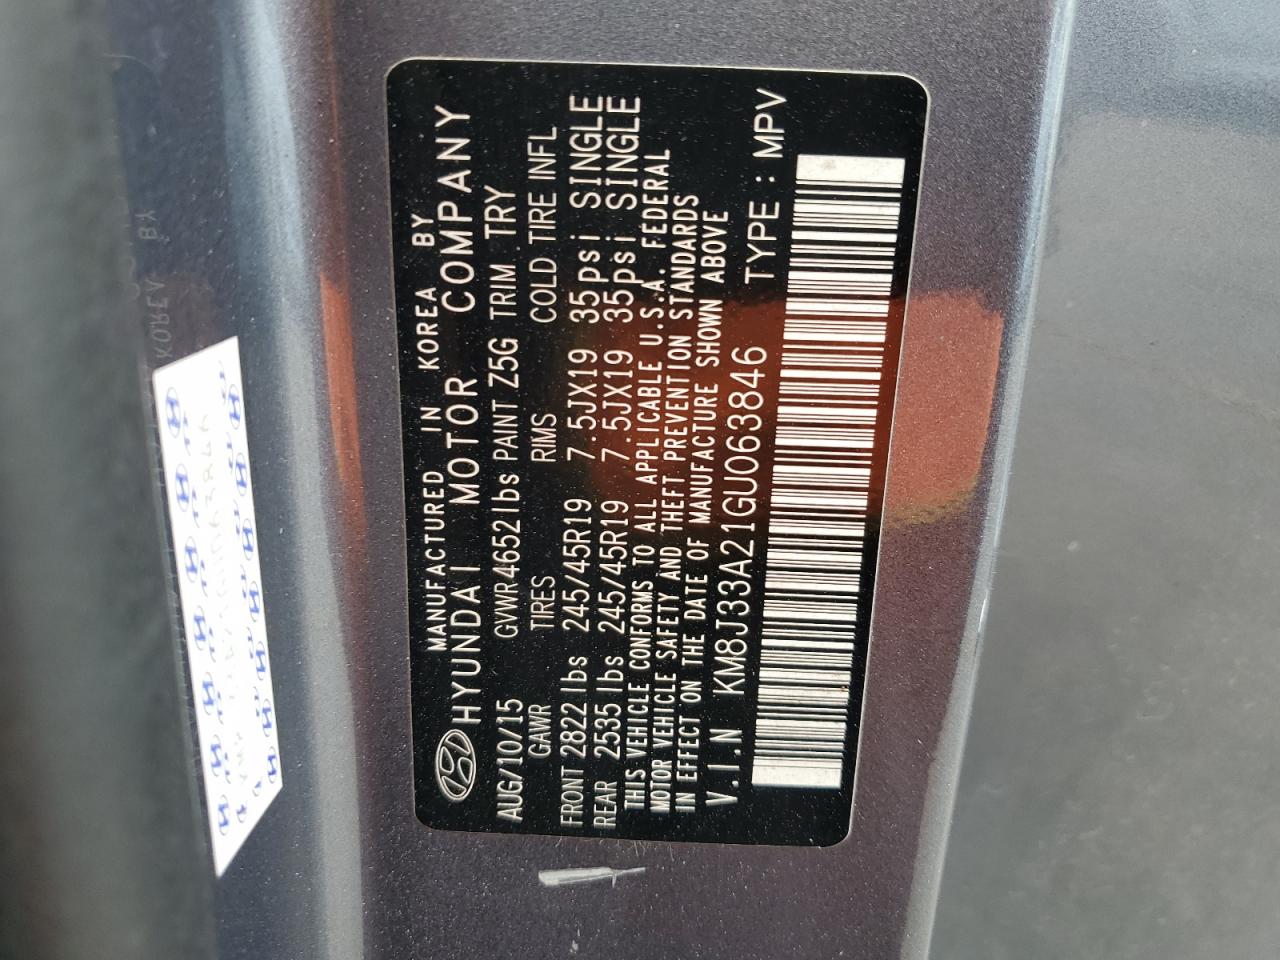 MANUFACTURED IN KOREA BY
HYUNDAI MOTOR COMPANY
AUG/10/15 GVWR 4652 lbs PAINT Z5G TRIM TRY
GAWR TIRES RIMS COLD TIRE INFL
FRONT 2822 lbs 245/45R19 7.5JX19 35psi SINGLE
REAR 2535 lbs 245/45R19 7.5JX19 35psi SINGLE
THIS VEHICLE CONFORMS TO ALL APPLICABLE U.S.A. FEDERAL
MOTOR VEHICLE SAFETY AND THEFT PREVENTION STANDARDS
IN EFFECT ON THE DATE OF MANUFACTURE SHOWN ABOVE
V.I.N KM8J33A21GU063846 TYPE : MPV